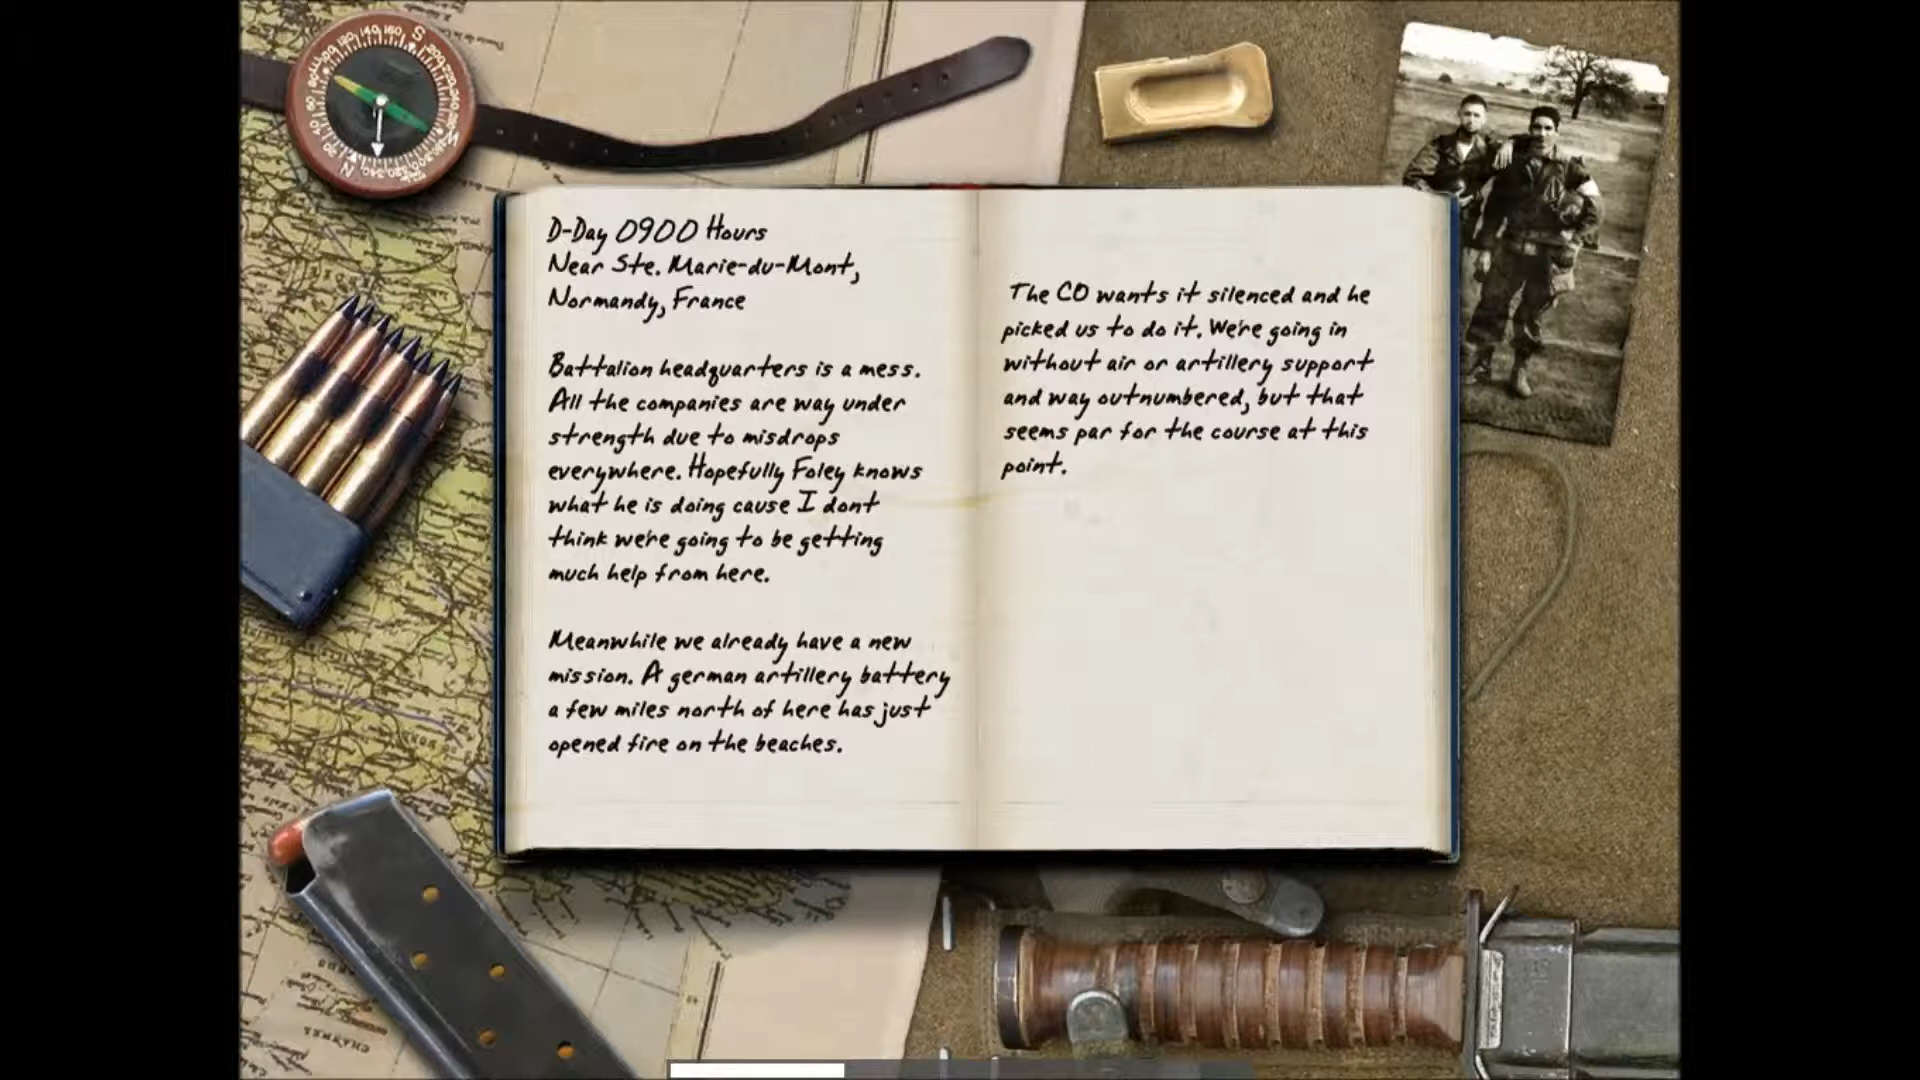 D-Day 0900 Hours
Near Ste. Marie-du-Mont,
Normandy, France
Battalion headquarters is a mess.
All the companies are way under
strength due to misdrops
everywhere. Hopefully Foley knows
what he is doing cause I dont
think we're going to be getting
much help from here.
Meanwhile we already have a new
mission. A german artillery battery
a few miles north of here has just
opened fire on the beaches.
The CO wants it silenced and he
picked us to do it. We're going in
without air or artillery support
and way outnumbered, but that
seems par for the course at this
point.